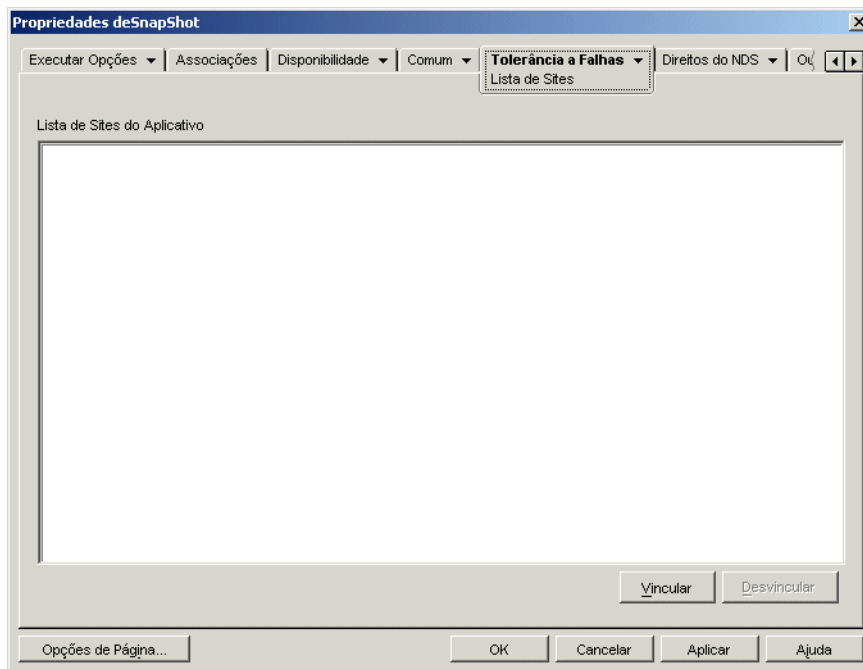 Propriedades deSnapShot
Executar Opções Associações Disponibilidade Comum Tolerância a Falhas Direitos do NDS
Lista de Sites
Lista de Sites do Aplicativo
Vincular Desvincular
Opções de Página... OK Cancelar Aplicar Ajuda